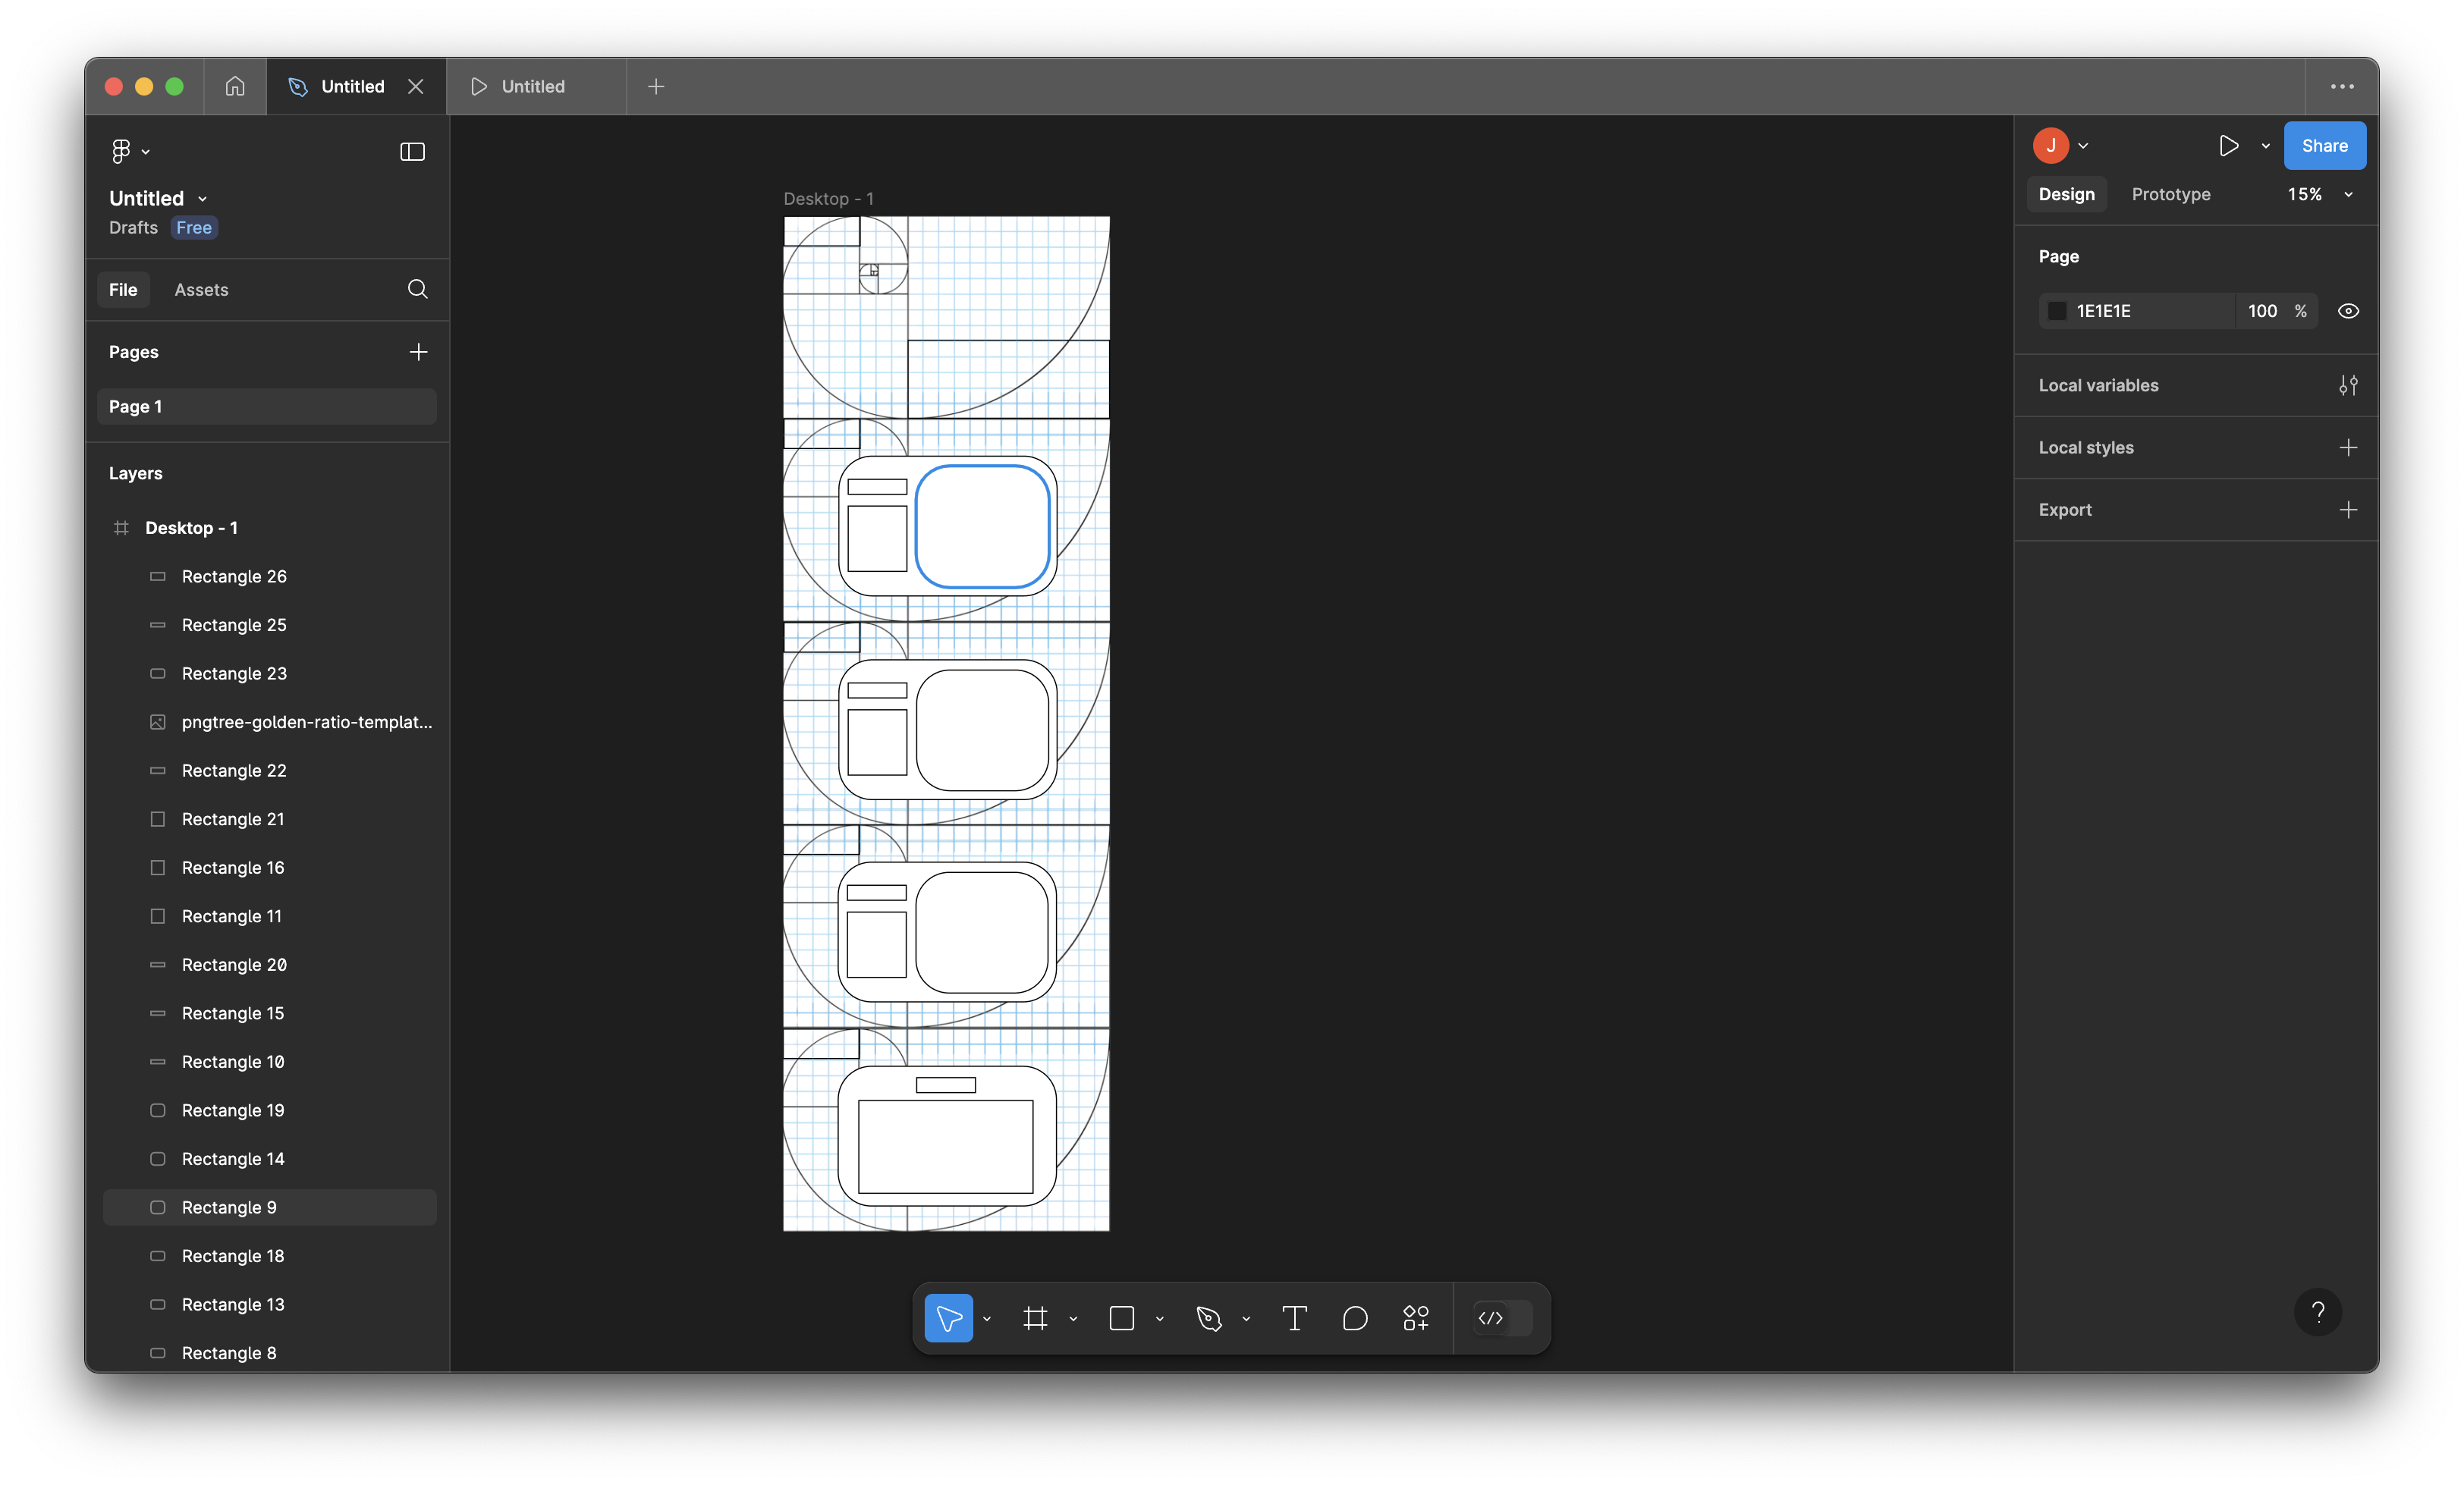 Untitled
Untitled
Untitled
Drafts Free
File Assets
Pages
Page 1
Layers
Desktop - 1
Rectangle 26
Rectangle 25
Rectangle 23
pngtree-golden-ratio-templat...
Rectangle 22
Rectangle 21
Rectangle 16
Rectangle 11
Rectangle 20
Rectangle 15
Rectangle 10
Rectangle 19
Rectangle 14
Rectangle 9
Rectangle 18
Rectangle 13
Rectangle 8
Desktop - 1
J
Share
Design Prototype 15%
Page
1E1E1E 100 %
Local variables
Local styles
Export
?